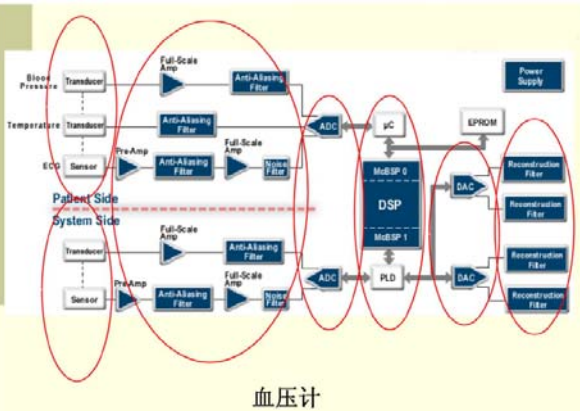 Full-Scale
Amp
Blood
Pressure
Transducer
Anti-Aliasing
Filter
Power
Supply
Temperature
Transducer
Anti-Aliasing
Filter
ADC
µC
EPROM
ECG
Sensor
Pre-Amp
Anti-Aliasing
Filter
Full-Scale
Amp
Noise
Filter
McBSP 0
DSP
McBSP 1
DAC
Reconstruction
Filter
Reconstruction
Filter
Patient Side
System Side
Transducer
Full-Scale
Amp
Anti-Aliasing
Filter
Sensor
Pre-Amp
Anti-Aliasing
Filter
Full-Scale
Amp
Noise
Filter
ADC
PLD
DAC
Reconstruction
Filter
Reconstruction
Filter
血压计